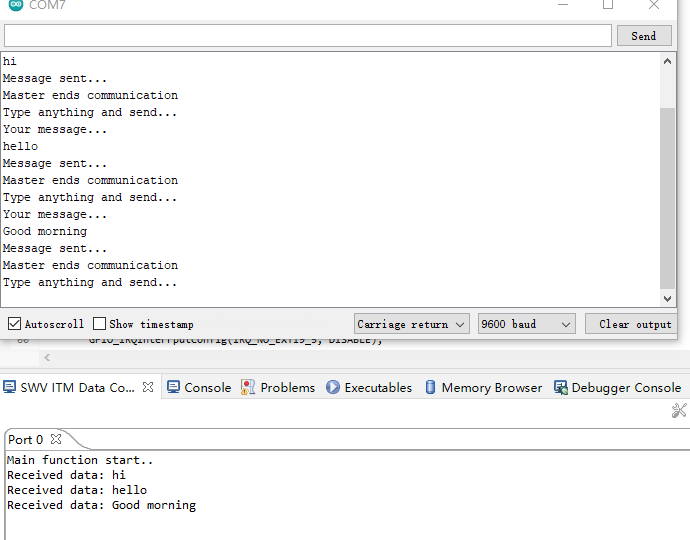 COM7
Send
hi
Message sent...
Master ends communication
Type anything and send...
Your message...
hello
Message sent...
Master ends communication
Type anything and send...
Your message...
Good morning
Message sent...
Master ends communication
Type anything and send...
Autoscroll Show timestamp Carriage return 9600 baud Clear output
SWV ITM Data Co... Console Problems Executables Memory Browser Debugger Console
Port 0
Main function start..
Received data: hi
Received data: hello
Received data: Good morning